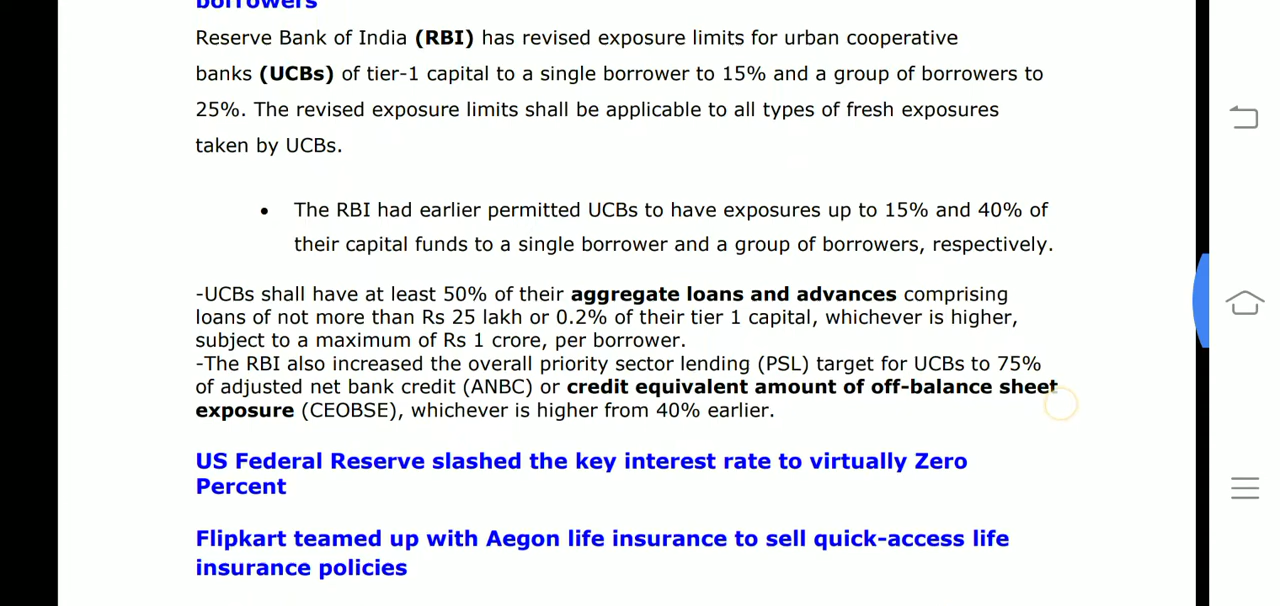 borrowers
Reserve Bank of India (RBI) has revised exposure limits for urban cooperative
banks (UCBs) of tier-1 capital to a single borrower to 15% and a group of borrowers to
25%. The revised exposure limits shall be applicable to all types of fresh exposures
taken by UCBs.
• The RBI had earlier permitted UCBs to have exposures up to 15% and 40% of
their capital funds to a single borrower and a group of borrowers, respectively.
-UCBs shall have at least 50% of their aggregate loans and advances comprising
loans of not more than Rs 25 lakh or 0.2% of their tier 1 capital, whichever is higher,
subject to a maximum of Rs 1 crore, per borrower.
-The RBI also increased the overall priority sector lending (PSL) target for UCBs to 75%
of adjusted net bank credit (ANBC) or credit equivalent amount of off-balance sheet
exposure (CEOBSE), whichever is higher from 40% earlier.
US Federal Reserve slashed the key interest rate to virtually Zero
Percent
Flipkart teamed up with Aegon life insurance to sell quick-access life
insurance policies